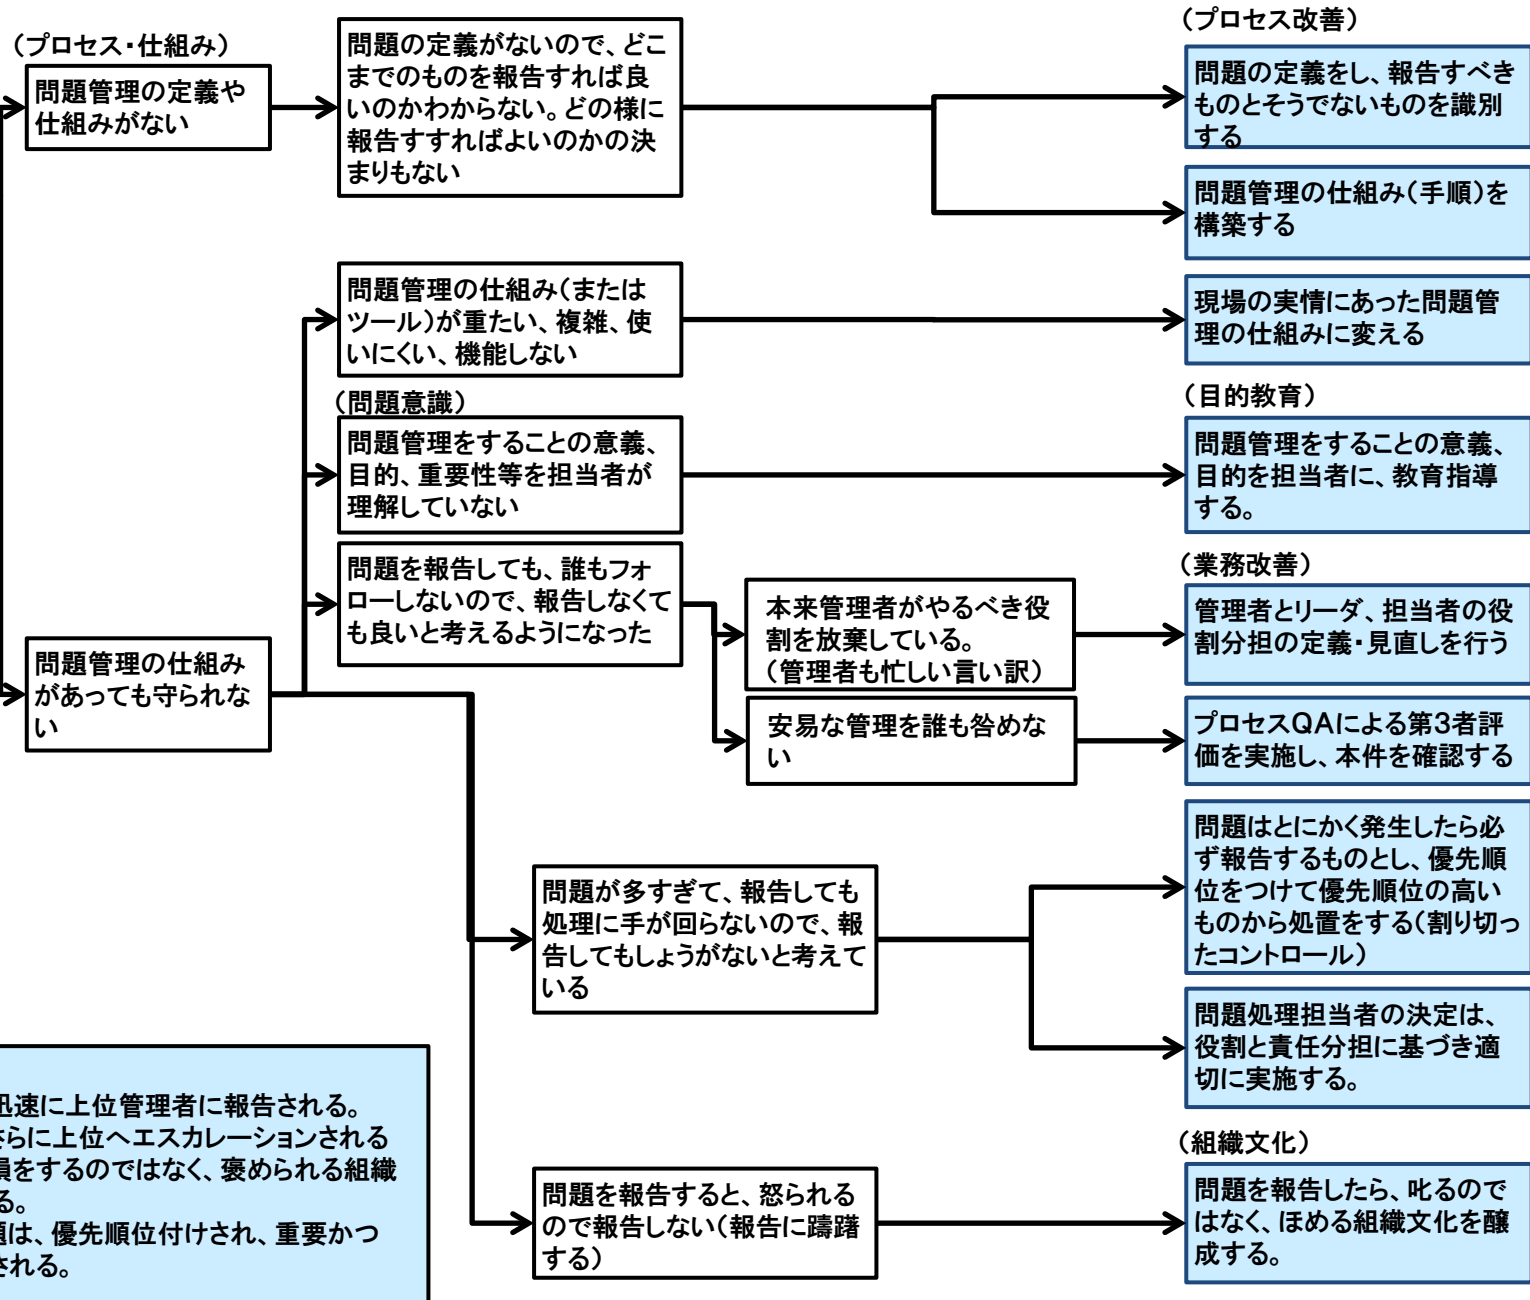 （プロセス・仕組み）
問題管理の定義や
仕組みがない
問題の定義がないので、どこ
までのものを報告すれば良
いのかわからない。どの様に
報告すすればよいのかの決
まりもない
（プロセス改善）
問題の定義をし、報告すべき
ものとそうでないものを識別
する
問題管理の仕組み（手順）を
構築する
問題管理の仕組み（または
ツール）が重たい、複雑、使
いにくい、機能しない
現場の実情にあった問題管
理の仕組みに変える
（問題意識）
問題管理をすることの意義、
目的、重要性等を担当者が
理解していない
（目的教育）
問題管理をすることの意義、
目的を担当者に、教育指導
する。
問題を報告しても、誰もフォ
ローしないので、報告しなくて
も良いと考えるようになった
本来管理者がやるべき役
割を放棄している。
（管理者も忙しい言い訳）
（業務改善）
管理者とリーダ、担当者の役
割分担の定義・見直しを行う
問題管理の仕組み
があっても守られな
い
安易な管理を誰も咎めな
い
プロセスＱＡによる第３者評
価を実施し、本件を確認する
問題が多すぎて、報告しても
処理に手が回らないので、報
告してもしょうがないと考えて
いる
問題はとにかく発生したら必
ず報告するものとし、優先順
位をつけて優先順位の高い
ものから処置をする（割り切っ
たコントロール）
問題処理担当者の決定は、
役割と責任分担に基づき適
切に実施する。
迅速に上位管理者に報告される。
さらに上位へエスカレーションされる
損をするのではなく、褒められる組織
る。
題は、優先順位付けされ、重要かつ
される。
問題を報告すると、怒られる
ので報告しない（報告に躊躇
する）
（組織文化）
問題を報告したら、叱るので
はなく、ほめる組織文化を醸
成する。